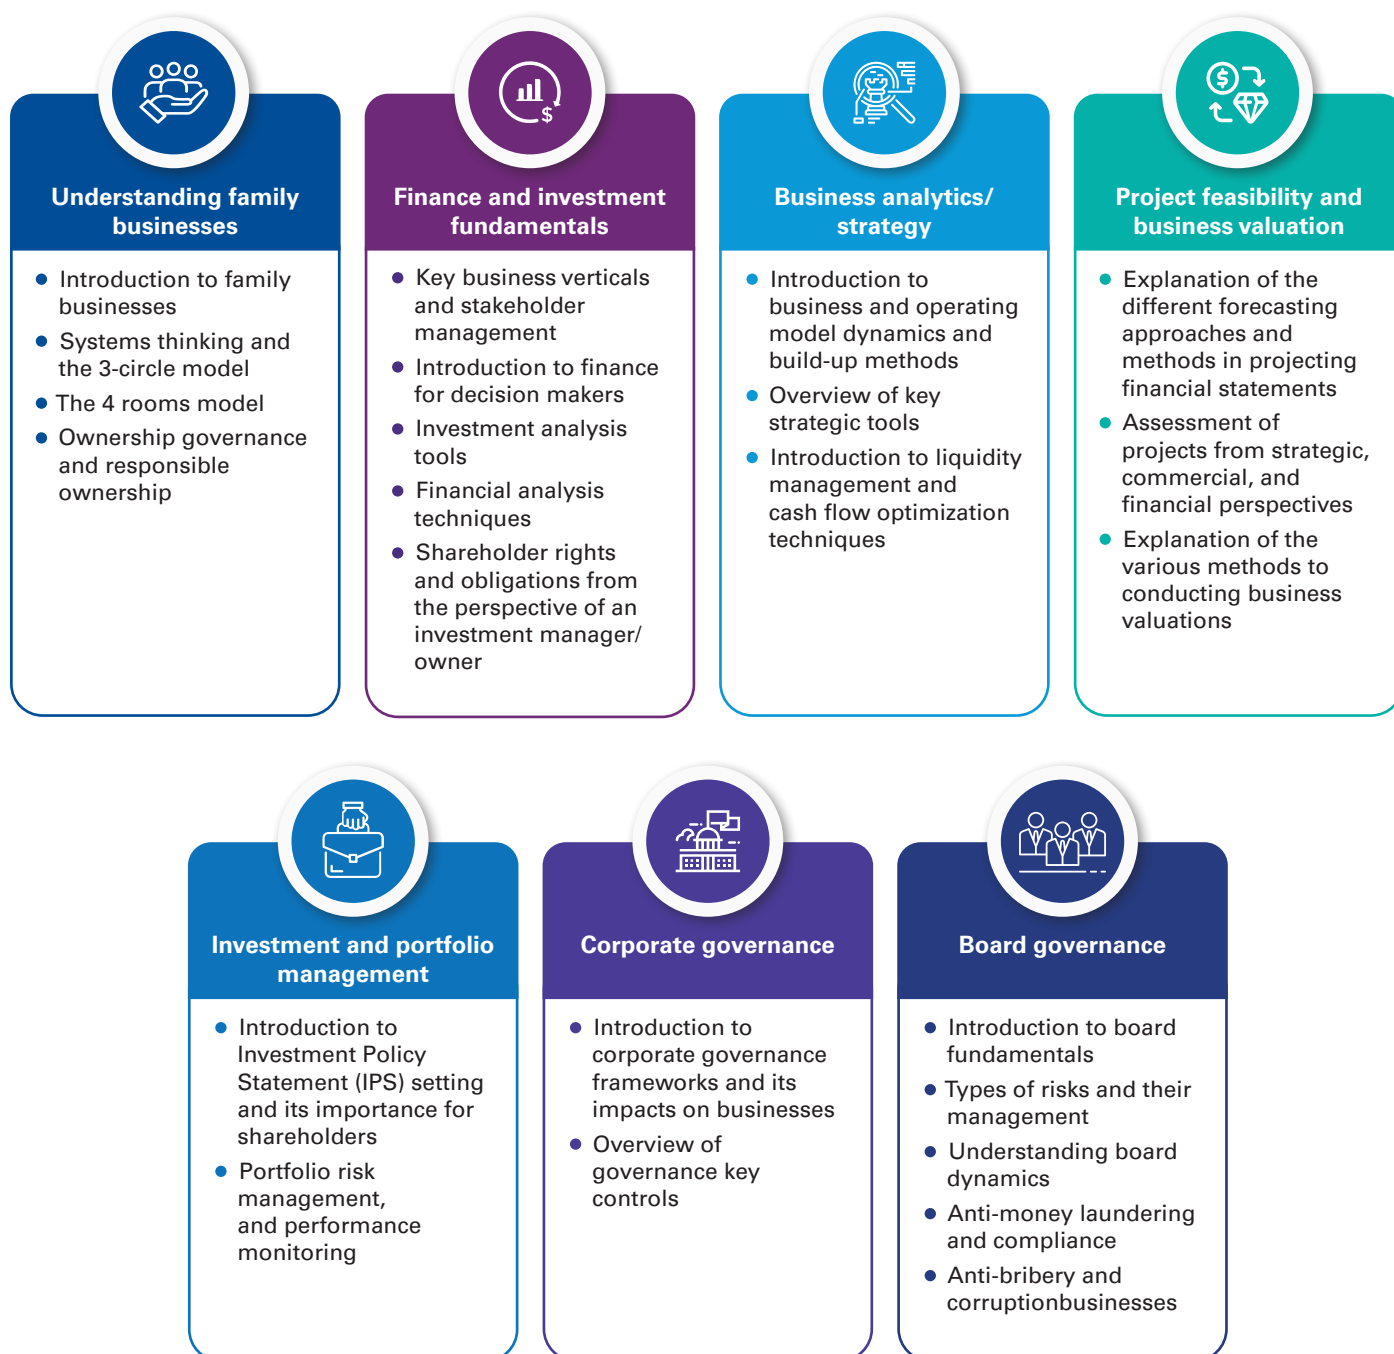 Understanding family
businesses
• Introduction to family
businesses
• Systems thinking and
the 3-circle model
• The 4 rooms model
• Ownership governance
and responsible
ownership
Finance and investment
fundamentals
• Key business verticals
and stakeholder
management
• Introduction to finance
for decision makers
• Investment analysis
tools
• Financial analysis
techniques
• Shareholder rights
and obligations from
the perspective of an
investment manager/
owner
Business analytics/
strategy
• Introduction to
business and operating
model dynamics and
build-up methods
• Overview of key
strategic tools
• Introduction to liquidity
management and
cash flow optimization
techniques
Project feasibility and
business valuation
• Explanation of the
different forecasting
approaches and
methods in projecting
financial statements
• Assessment of
projects from strategic,
commercial, and
financial perspectives
• Explanation of the
various methods to
conducting business
valuations
Investment and portfolio
management
• Introduction to
Investment Policy
Statement (IPS) setting
and its importance for
shareholders
• Portfolio risk
management,
and performance
monitoring
Corporate governance
• Introduction to
corporate governance
frameworks and its
impacts on businesses
• Overview of
governance key
controls
Board governance
• Introduction to board
fundamentals
• Types of risks and their
management
• Understanding board
dynamics
• Anti-money laundering
and compliance
• Anti-bribery and
corruptionbusinesses